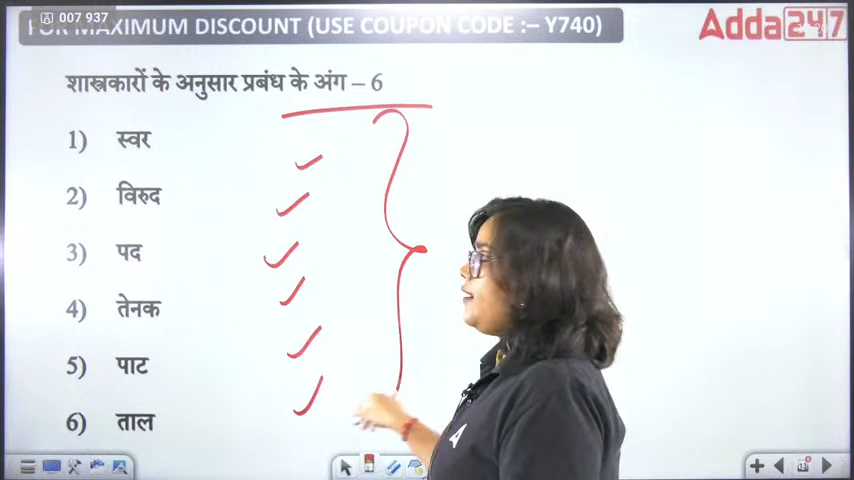 007 937
FOR MAXIMUM DISCOUNT (USE COUPON CODE :– Y740)
Adda247
शास्त्रकारों के अनुसार प्रबंध के अंग – 6
1) स्वर
2) विरुद
3) पद
4) तेनक
5) पाट
6) ताल